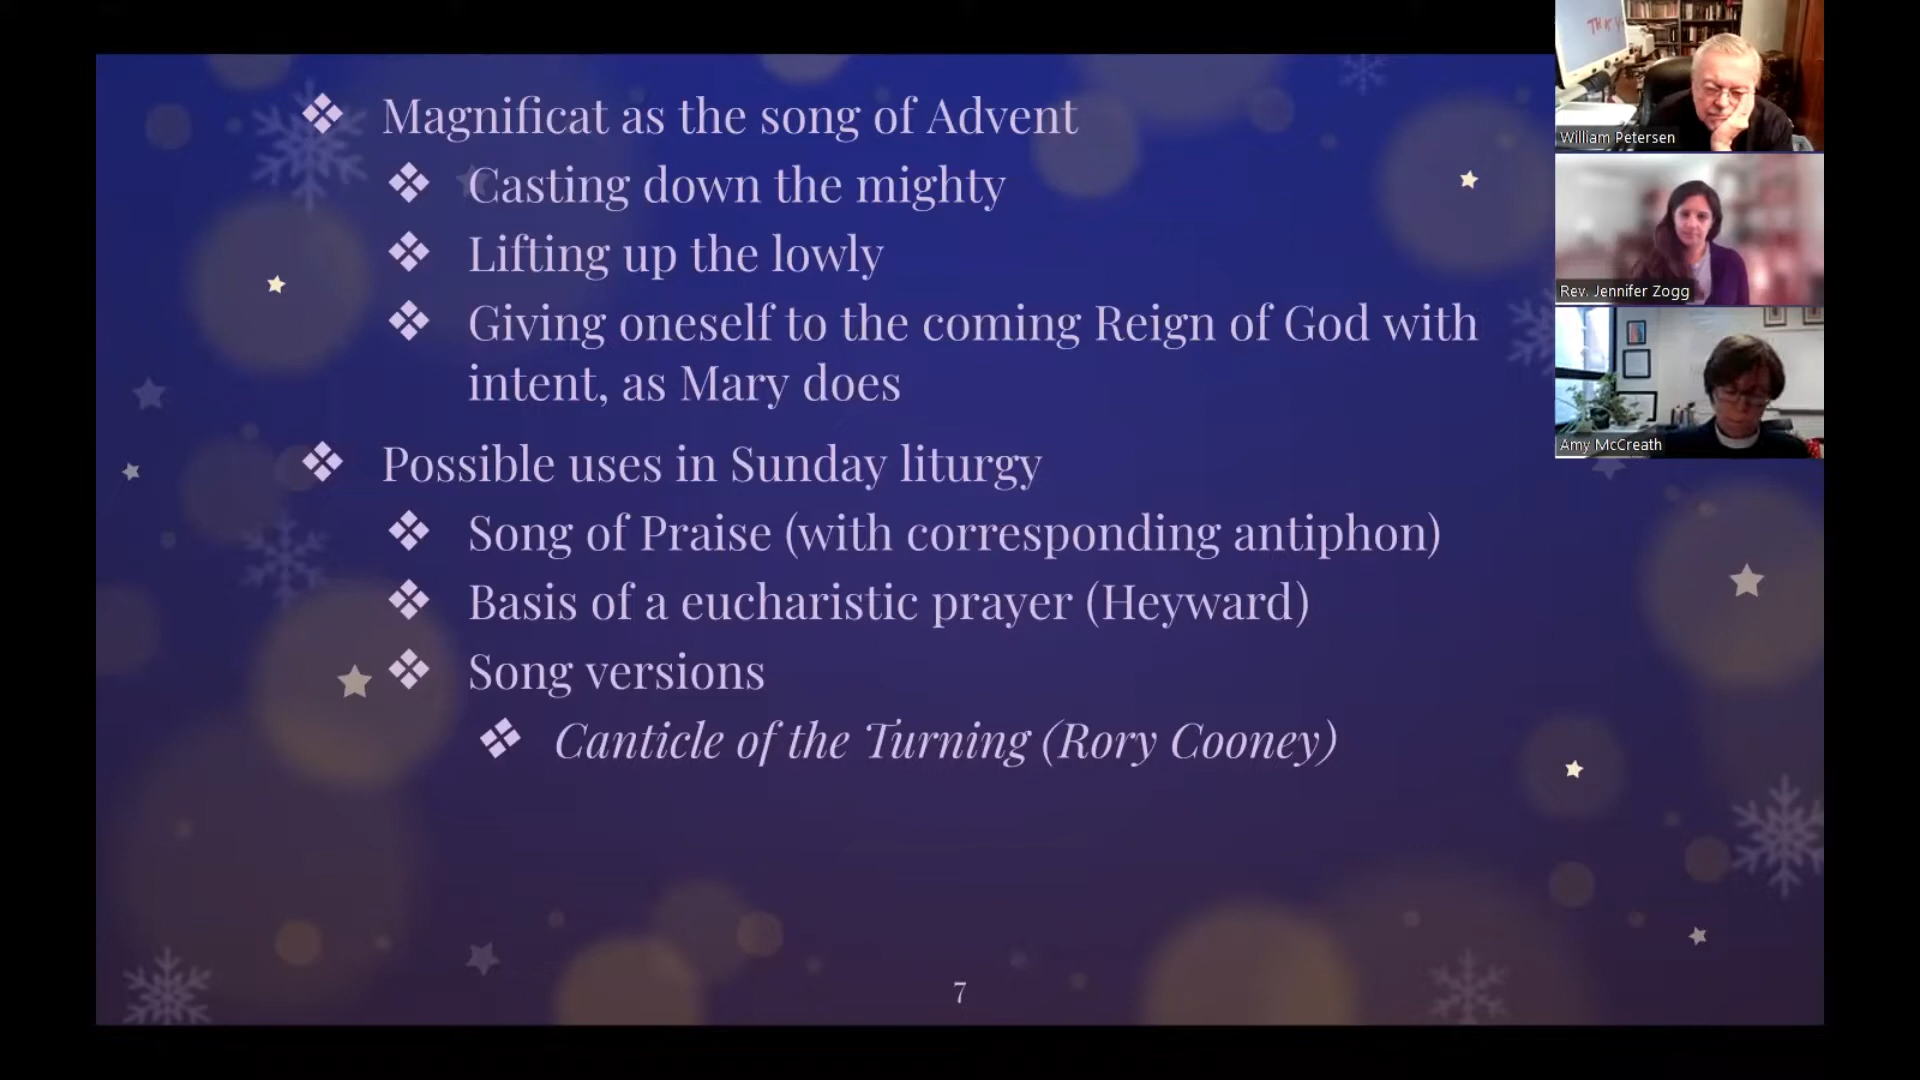 Magnificat as the song of Advent
Casting down the mighty
Lifting up the lowly
Giving oneself to the coming Reign of God with
intent, as Mary does
Possible uses in Sunday liturgy
Song of Praise (with corresponding antiphon)
Basis of a eucharistic prayer (Heyward)
Song versions
Canticle of the Turning (Rory Cooney)
7
William Petersen
Rev. Jennifer Zogg
Amy McCreath